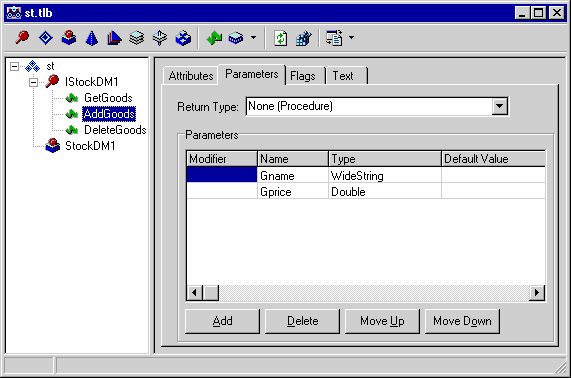 st.tlb
st
IStockDM1
GetGoods
AddGoods
DeleteGoods
StockDM1
Attributes Parameters Flags Text
Return Type: None (Procedure)
Parameters
Modifier Name Type Default Value
Gname WideString
Gprice Double
Add Delete Move Up Move Down